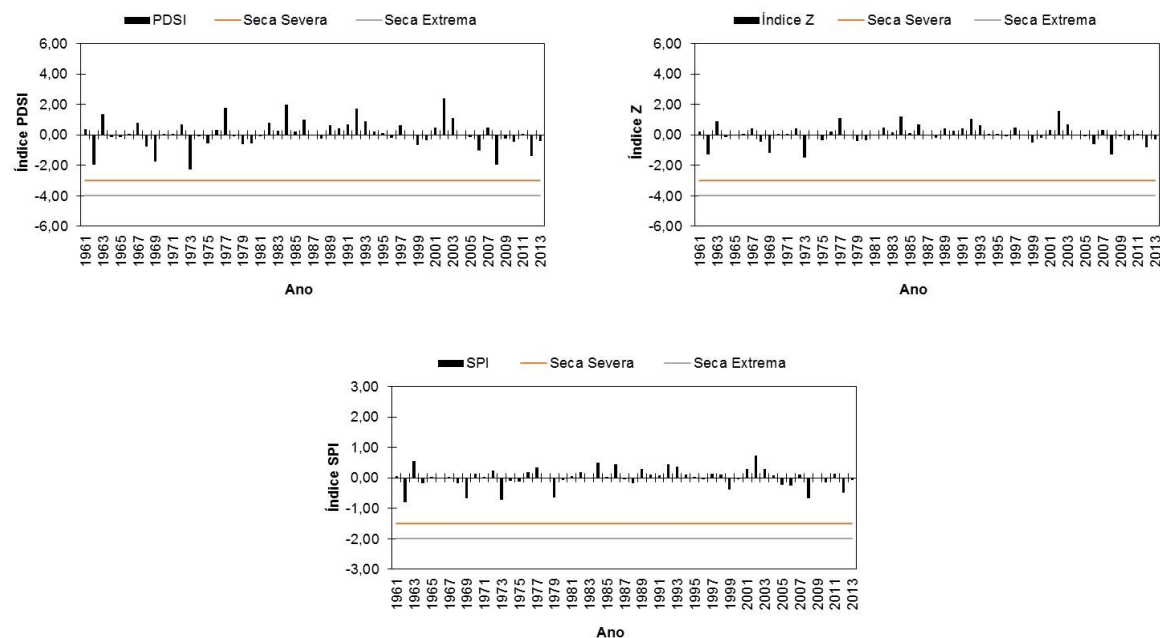 PDSI Seca Severa Seca Extrema
6,00
4,00
2,00
0,00
-2,00
-4,00
-6,00
Índice PDSI
1961 1963 1965 1967 1969 1971 1973 1975 1977 1979 1981 1983 1985 1987 1989 1991 1993 1995 1997 1999 2001 2003 2005 2007 2009 2011 2013
Ano
Índice Z Seca Severa Seca Extrema
6,00
4,00
2,00
0,00
-2,00
-4,00
-6,00
Índice Z
1961 1963 1965 1967 1969 1971 1973 1975 1977 1979 1981 1983 1985 1987 1989 1991 1993 1995 1997 1999 2001 2003 2005 2007 2009 2011 2013
Ano
SPI Seca Severa Seca Extrema
3,00
2,00
1,00
0,00
-1,00
-2,00
-3,00
Índice SPI
1961 1963 1965 1967 1969 1971 1973 1975 1977 1979 1981 1983 1985 1987 1989 1991 1993 1995 1997 1999 2001 2003 2005 2007 2009 2011 2013
Ano